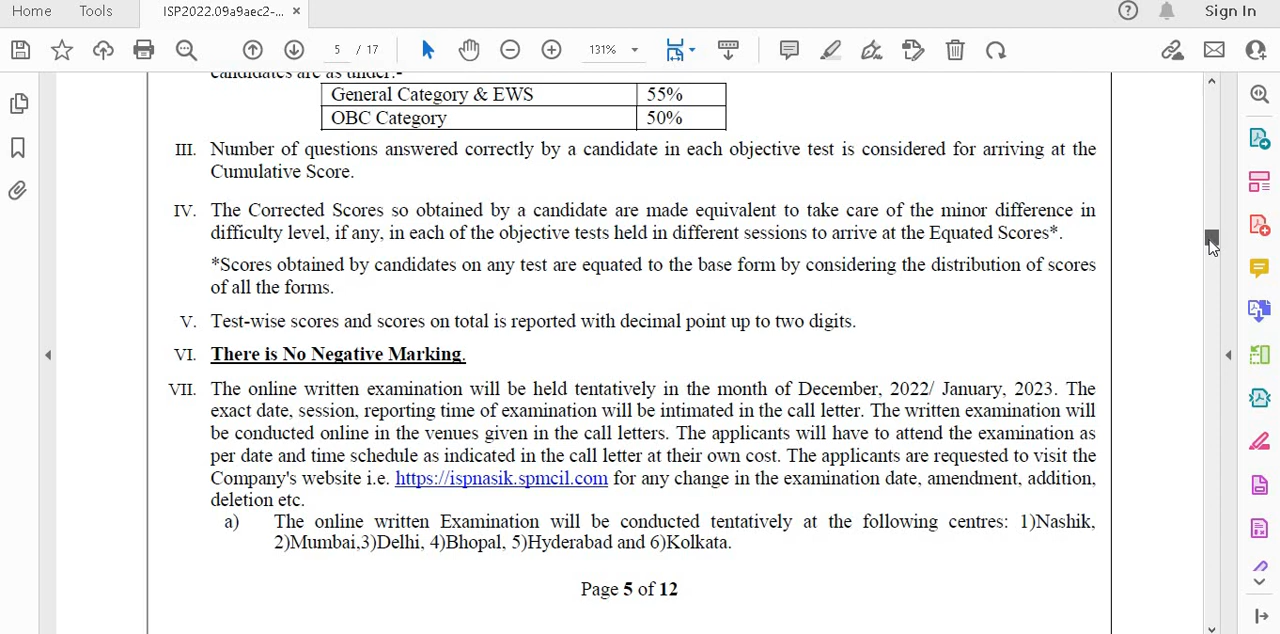 Home Tools ISP2022.09a9aec2-... × Sign In
5 / 17 131%
candidates are as under:-
General Category & EWS 55%
OBC Category 50%
III. Number of questions answered correctly by a candidate in each objective test is considered for arriving at the
Cumulative Score.
IV. The Corrected Scores so obtained by a candidate are made equivalent to take care of the minor difference in
difficulty level, if any, in each of the objective tests held in different sessions to arrive at the Equated Scores*.
*Scores obtained by candidates on any test are equated to the base form by considering the distribution of scores
of all the forms.
V. Test-wise scores and scores on total is reported with decimal point up to two digits.
VI. There is No Negative Marking.
VII. The online written examination will be held tentatively in the month of December, 2022/ January, 2023. The
exact date, session, reporting time of examination will be intimated in the call letter. The written examination will
be conducted online in the venues given in the call letters. The applicants will have to attend the examination as
per date and time schedule as indicated in the call letter at their own cost. The applicants are requested to visit the
Company's website i.e. https://ispnasik.spmcil.com for any change in the examination date, amendment, addition,
deletion etc.
a) The online written Examination will be conducted tentatively at the following centres: 1)Nashik,
2)Mumbai,3)Delhi, 4)Bhopal, 5)Hyderabad and 6)Kolkata.
Page 5 of 12